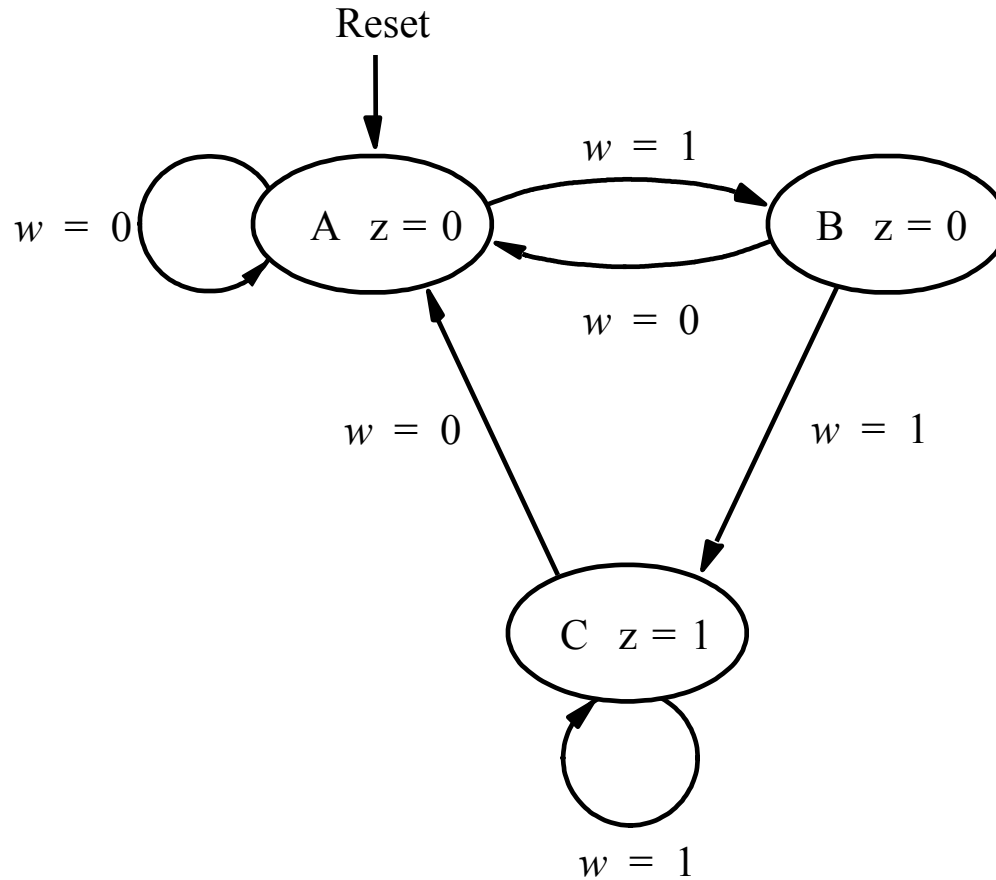 Reset
w = 1
w = 0
A z = 0
B z = 0
w = 0
w = 0
w = 1
C z = 1
w = 1